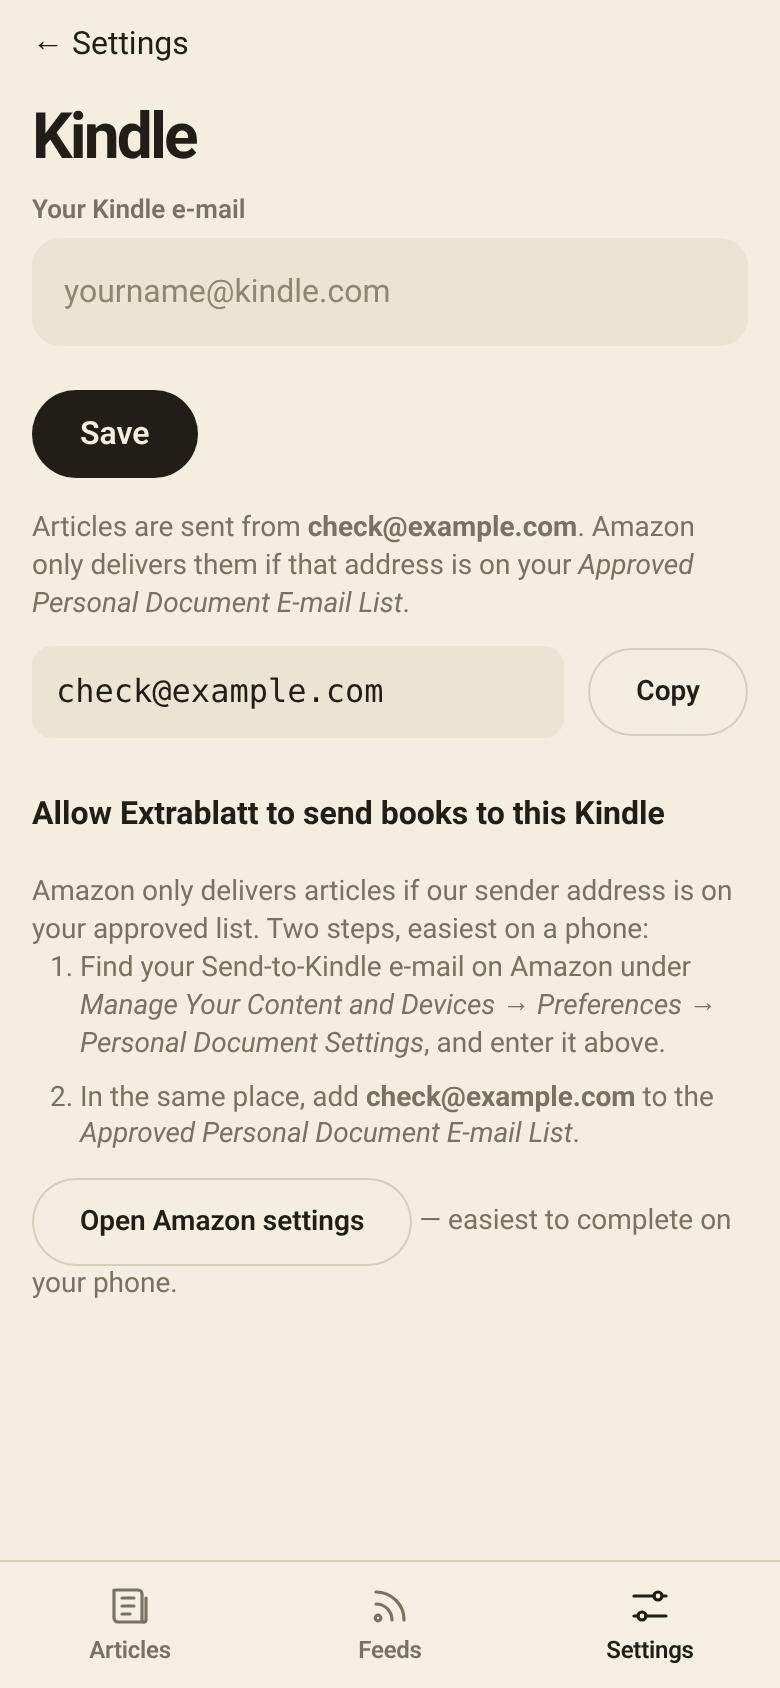 ← Settings
Kindle
Your Kindle e-mail
yourname@kindle.com
Save
Articles are sent from check@example.com. Amazon
only delivers them if that address is on your Approved
Personal Document E-mail List.
check@example.com
Copy
Allow Extrablatt to send books to this Kindle
Amazon only delivers articles if our sender address is on
your approved list. Two steps, easiest on a phone:
1. Find your Send-to-Kindle e-mail on Amazon under
Manage Your Content and Devices → Preferences →
Personal Document Settings, and enter it above.
2. In the same place, add check@example.com to the
Approved Personal Document E-mail List.
Open Amazon settings — easiest to complete on
your phone.
Articles
Feeds
Settings